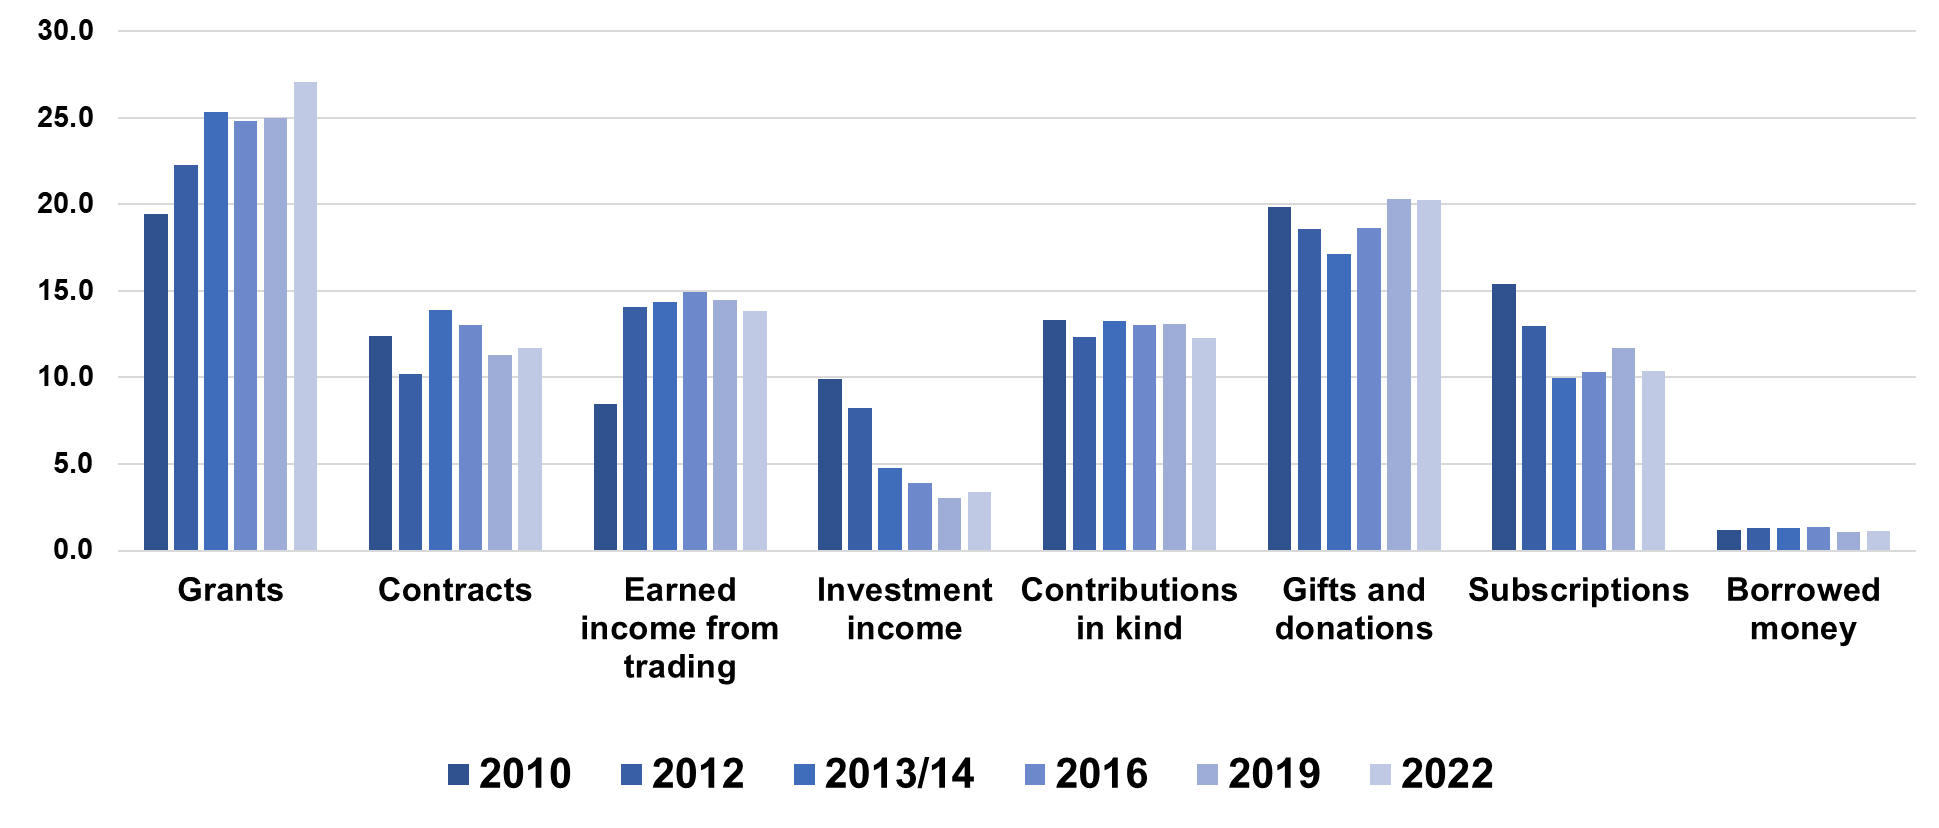 30.0
25.0
20.0
15.0
10.0
5.0
0.0
Grants
Contracts
Earned
income from
trading
Investment
income
Contributions
in kind
Gifts and
donations
Subscriptions
Borrowed
money
2010 2012 2013/14 2016 2019 2022